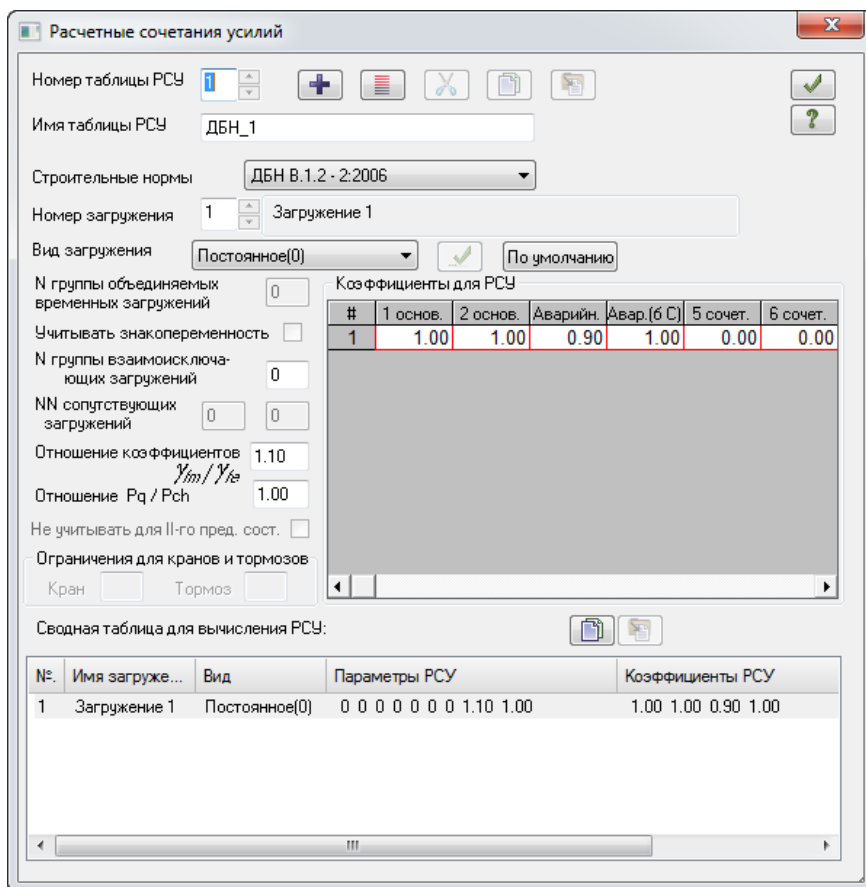 Расчетные сочетания усилий
x
Номер таблицы РСУ 1
Имя таблицы РСУ ДБН_1
?
Строительные нормы ДБН В.1.2 - 2:2006
Номер загружения 1 Загружение 1
Вид загружения Постоянное(0) По умолчанию
N группы объединяемых
временных загружений 0
Учитывать знакопеременность
N группы взаимоисключа-
ющих загружений 0
NN сопутствующих
загружений 0 0
Отношение коэффициентов 1.10
γfm / γfe
Отношение Pq / Pch 1.00
Не учитывать для II-го пред. сост.
Ограничения для кранов и тормозов
Кран Тормоз
Коэффициенты для РСУ
# 1 основ. 2 основ. Аварийн. Авар.(б С) 5 сочет. 6 сочет.
1 1.00 1.00 0.90 1.00 0.00 0.00
Сводная таблица для вычисления РСУ:
№. Имя загруже... Вид Параметры РСУ Коэффициенты РСУ
1 Загружение 1 Постоянное(0) 0 0 0 0 0 0 0 1.10 1.00 1.00 1.00 0.90 1.00